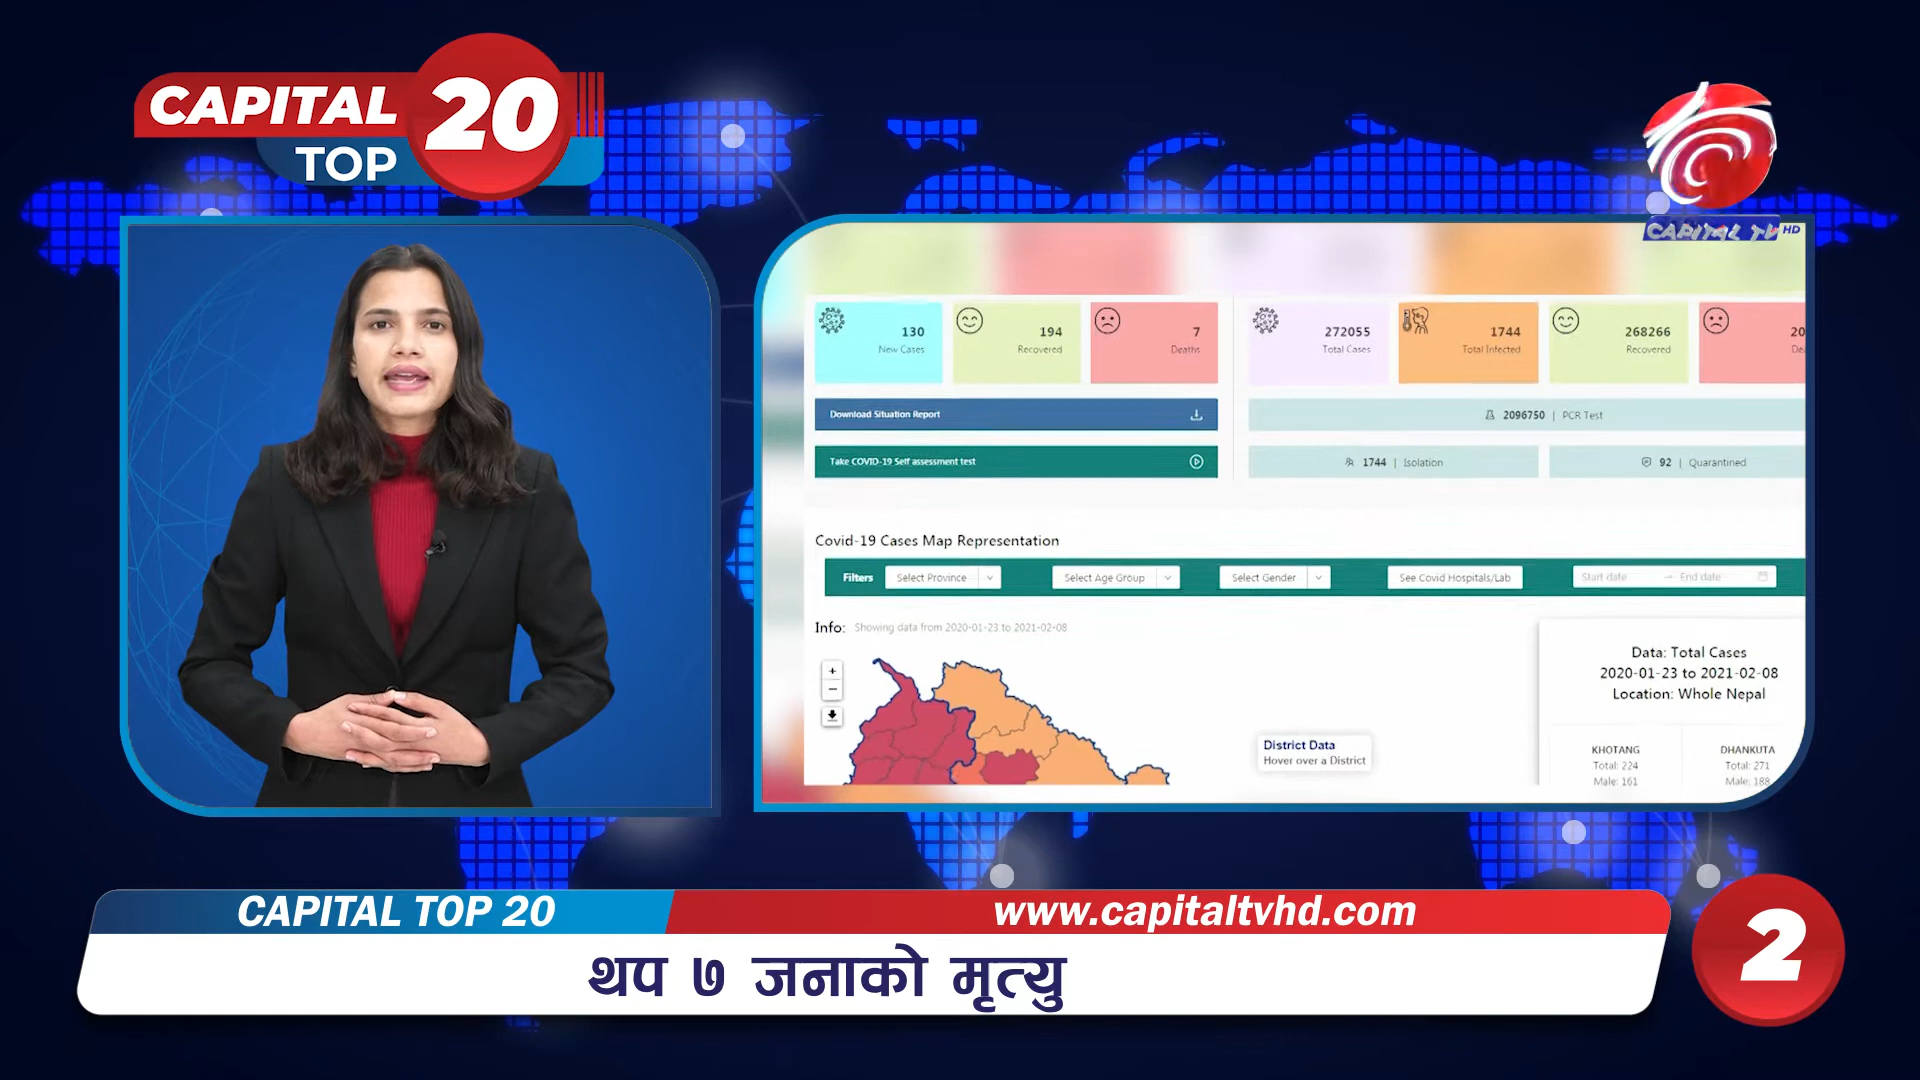 CAPITAL
TOP
20
CAPITAL TV HD
130
New Cases
194
Recovered
7
Deaths
272055
Total Cases
1744
Total Infected
268266
Recovered
20
Download Situation Report
2096750 | PCR Test
Take COVID-19 Self assessment test
1744 | Isolation
92 | Quarantined
Covid-19 Cases Map Representation
Filters
Select Province
Select Age Group
Select Gender
See Covid Hospitals/Lab
Start date → End date
Info: Showing data from 2020-01-23 to 2021-02-08
+
−
Data: Total Cases
2020-01-23 to 2021-02-08
Location: Whole Nepal
District Data
Hover over a District
KHOTANG
Total: 224
Male: 161
DHANKUTA
Total: 271
Male: 188
CAPITAL TOP 20
www.capitaltvhd.com
थप ७ जनाको मृत्यु
2